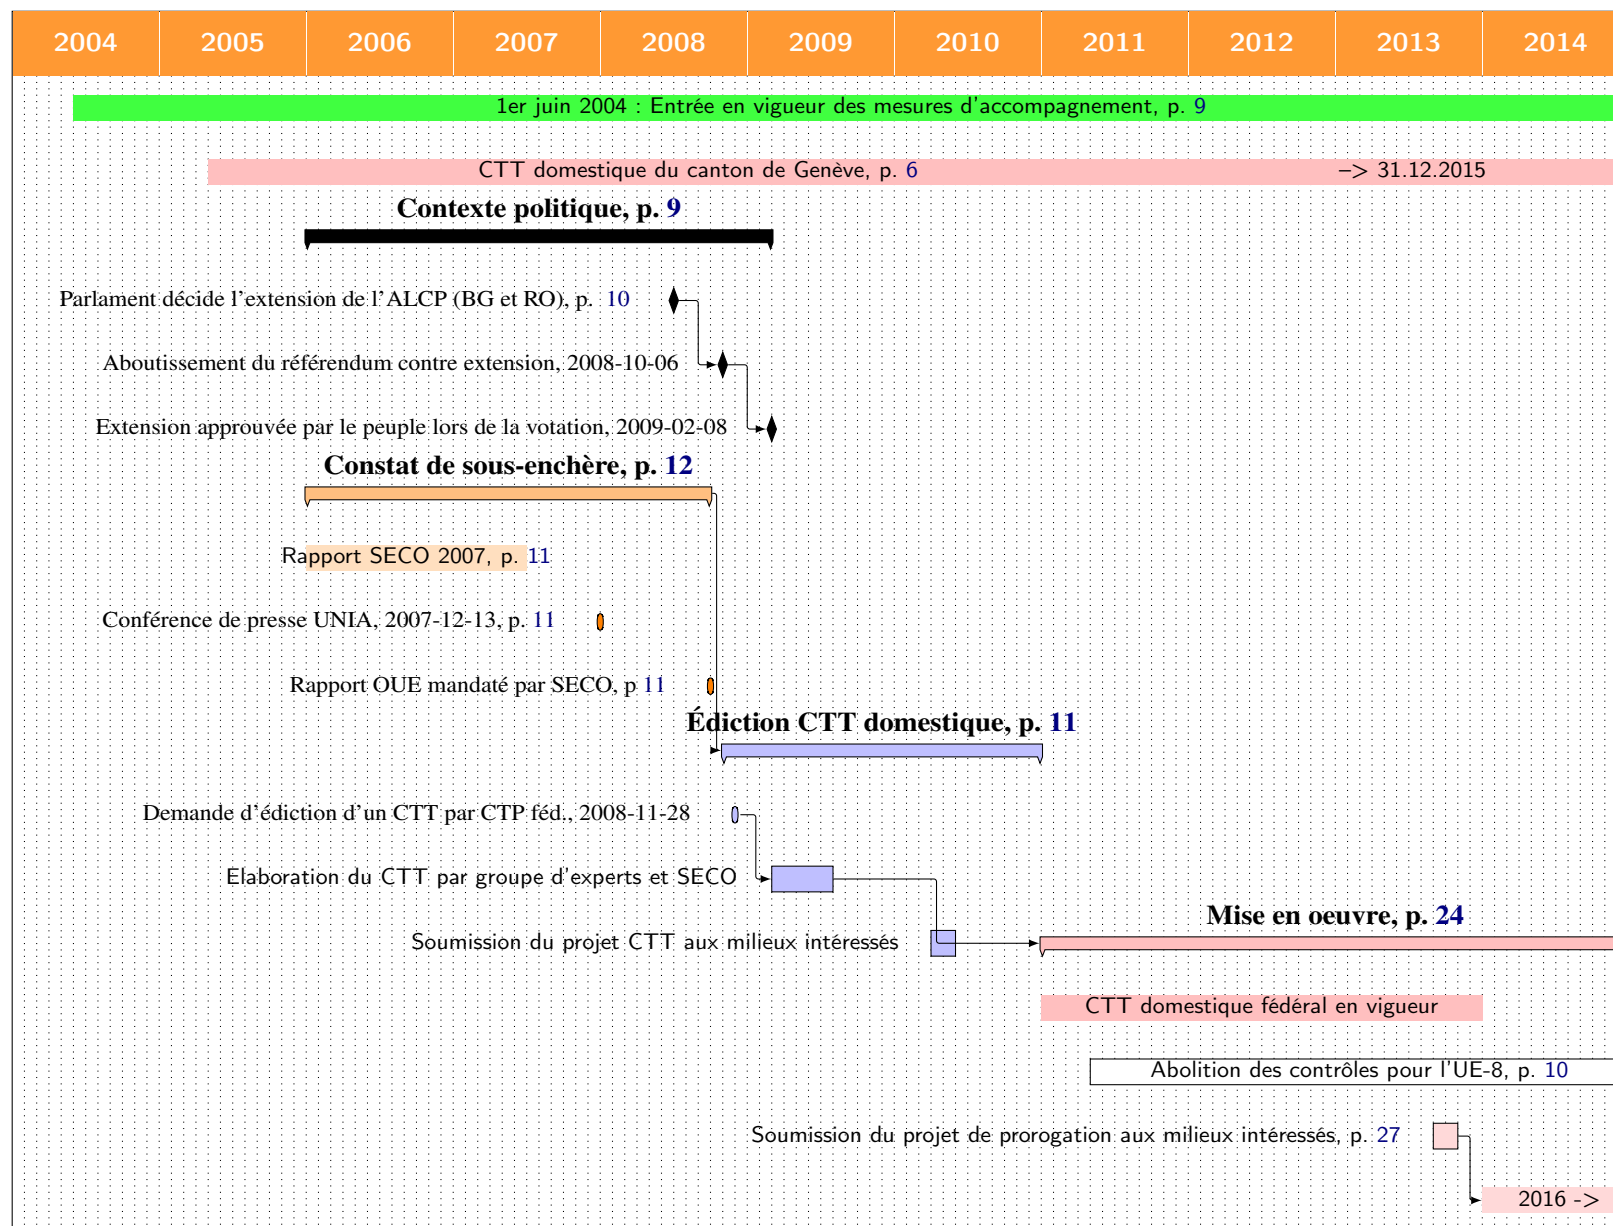 2004 2005 2006 2007 2008 2009 2010 2011 2012 2013 2014
1er juin 2004 : Entrée en vigueur des mesures d'accompagnement, p. 9
CTT domestique du canton de Genève, p. 6 –> 31.12.2015
Contexte politique, p. 9
Parlament décide l'extension de l'ALCP (BG et RO), p. 10
Aboutissement du référendum contre extension, 2008-10-06
Extension approuvée par le peuple lors de la votation, 2009-02-08
Constat de sous-enchère, p. 12
Rapport SECO 2007, p. 11
Conférence de presse UNIA, 2007-12-13, p. 11
Rapport OUE mandaté par SECO, p 11
Édiction CTT domestique, p. 11
Demande d'édiction d'un CTT par CTP féd., 2008-11-28
Elaboration du CTT par groupe d'experts et SECO
Mise en oeuvre, p. 24
Soumission du projet CTT aux milieux intéressés
CTT domestique fédéral en vigueur
Abolition des contrôles pour l'UE-8, p. 10
Soumission du projet de prorogation aux milieux intéressés, p. 27
2016 ->